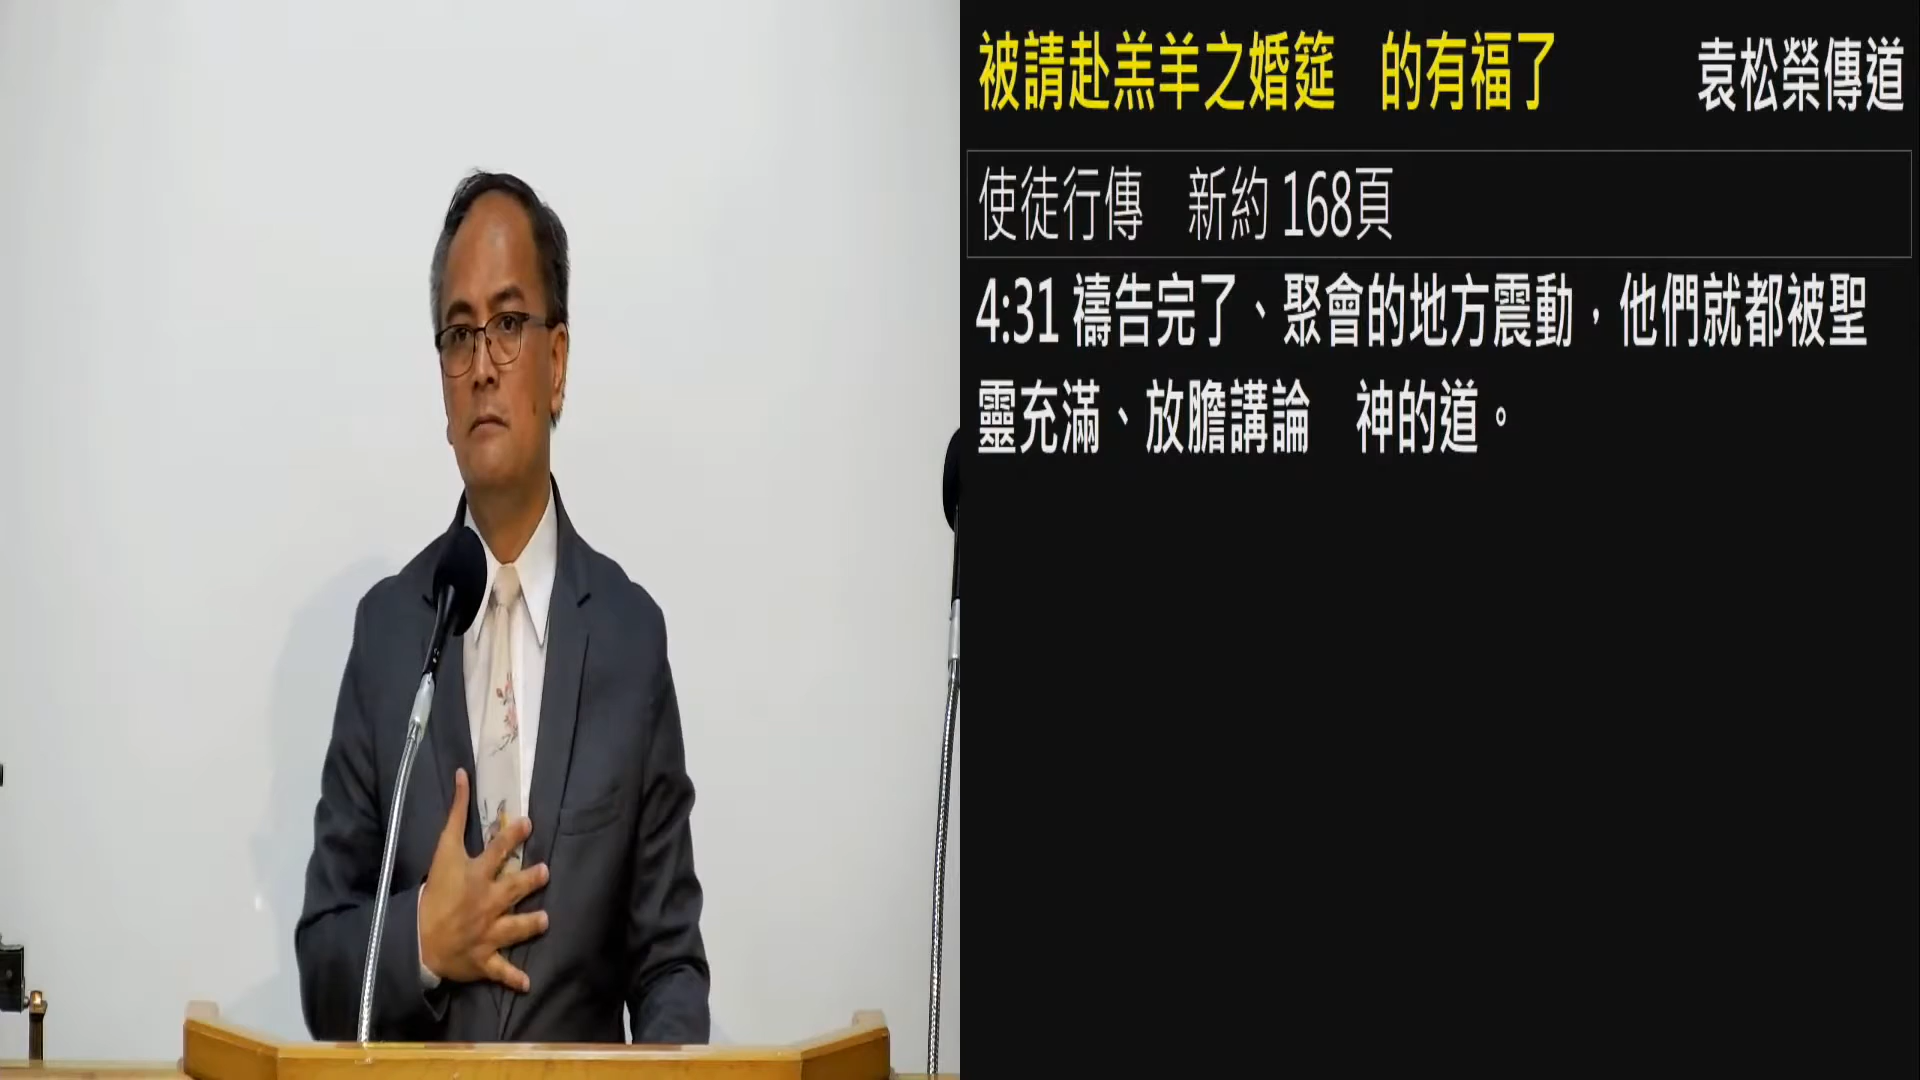 被請赴羔羊之婚筵　的有福了　袁松榮傳道
使徒行傳　新約 168頁
4:31 禱告完了、聚會的地方震動，他們就都被聖
靈充滿、放膽講論　神的道。